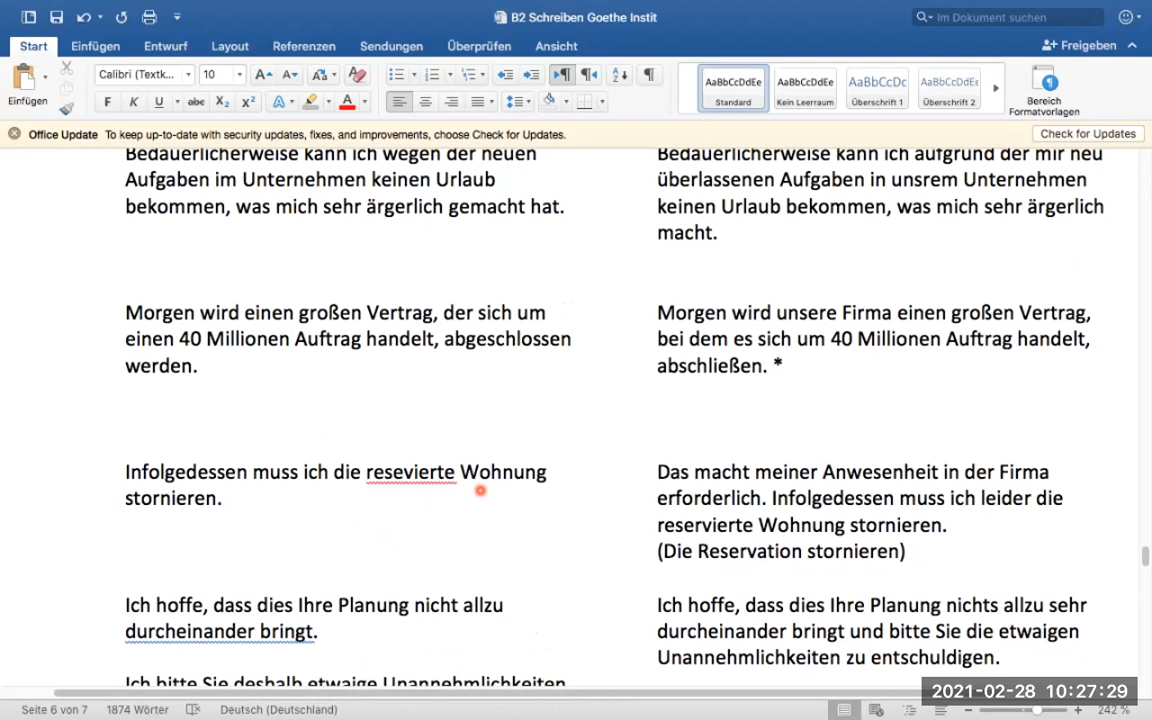 B2 Schreiben Goethe Instit
Im Dokument suchen
Start Einfügen Entwurf Layout Referenzen Sendungen Überprüfen Ansicht
Freigeben
Einfügen
Calibri (Textk... 10
F K U abc X₂ X²
AaBbCcDdEe AaBbCcDdEe AaBbCcDc AaBbCcDdEe
Standard Kein Leerraum Überschrift 1 Überschrift 2
Bereich
Formatvorlagen
Office Update To keep up-to-date with security updates, fixes, and improvements, choose Check for Updates.
Check for Updates
Bedauerlicherweise kann ich wegen der neuen
Aufgaben im Unternehmen keinen Urlaub
bekommen, was mich sehr ärgerlich gemacht hat.
Bedauerlicherweise kann ich aufgrund der mir neu
überlassenen Aufgaben in unsrem Unternehmen
keinen Urlaub bekommen, was mich sehr ärgerlich
macht.
Morgen wird einen großen Vertrag, der sich um
einen 40 Millionen Auftrag handelt, abgeschlossen
werden.
Morgen wird unsere Firma einen großen Vertrag,
bei dem es sich um 40 Millionen Auftrag handelt,
abschließen. *
Infolgedessen muss ich die resevierte Wohnung
stornieren.
Das macht meiner Anwesenheit in der Firma
erforderlich. Infolgedessen muss ich leider die
reservierte Wohnung stornieren.
(Die Reservation stornieren)
Ich hoffe, dass dies Ihre Planung nicht allzu
durcheinander bringt.
Ich hoffe, dass dies Ihre Planung nichts allzu sehr
durcheinander bringt und bitte Sie die etwaigen
Unannehmlichkeiten zu entschuldigen.
Ich bitte Sie deshalb etwaige Unannehmlichkeiten
Seite 6 von 7 1874 Wörter Deutsch (Deutschland)
242 %
2021-02-28 10:27:29